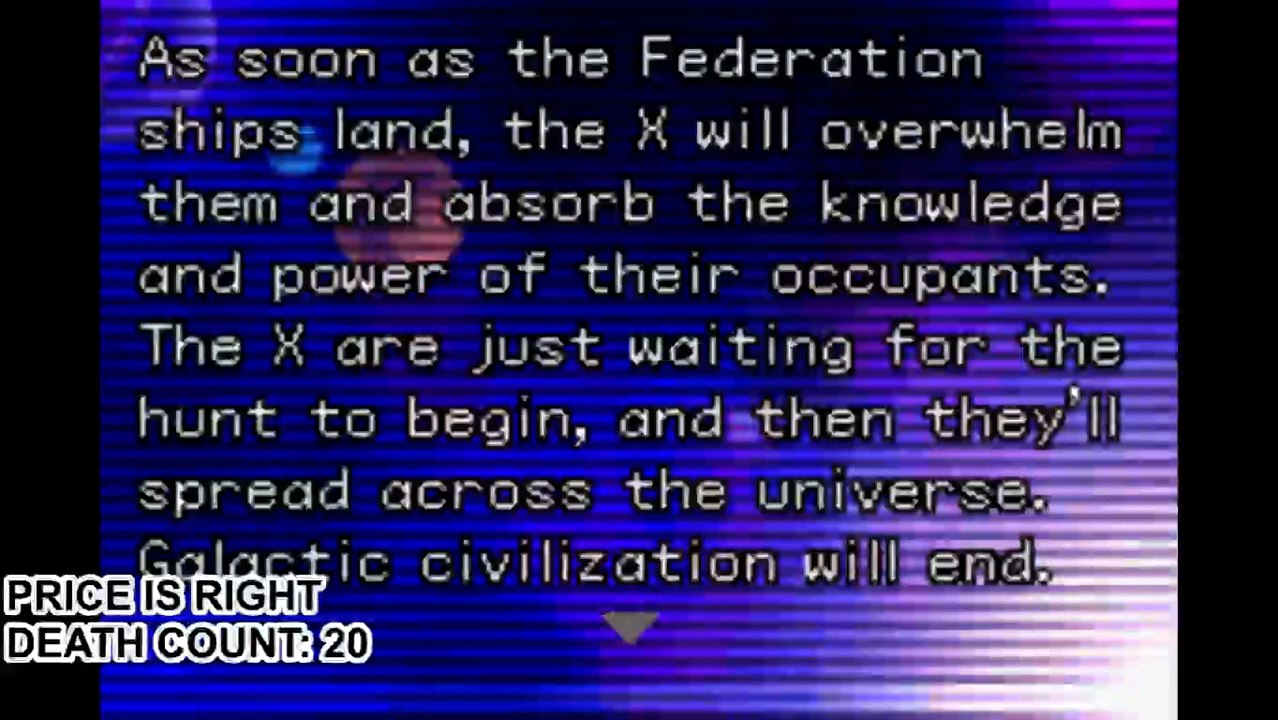 As soon as the Federation
ships land, the X will overwhelm
them and absorb the knowledge
and power of their occupants.
The X are just waiting for the
hunt to begin, and then they'll
spread across the universe.
Galactic civilization will end.
PRICE IS RIGHT
DEATH COUNT: 20